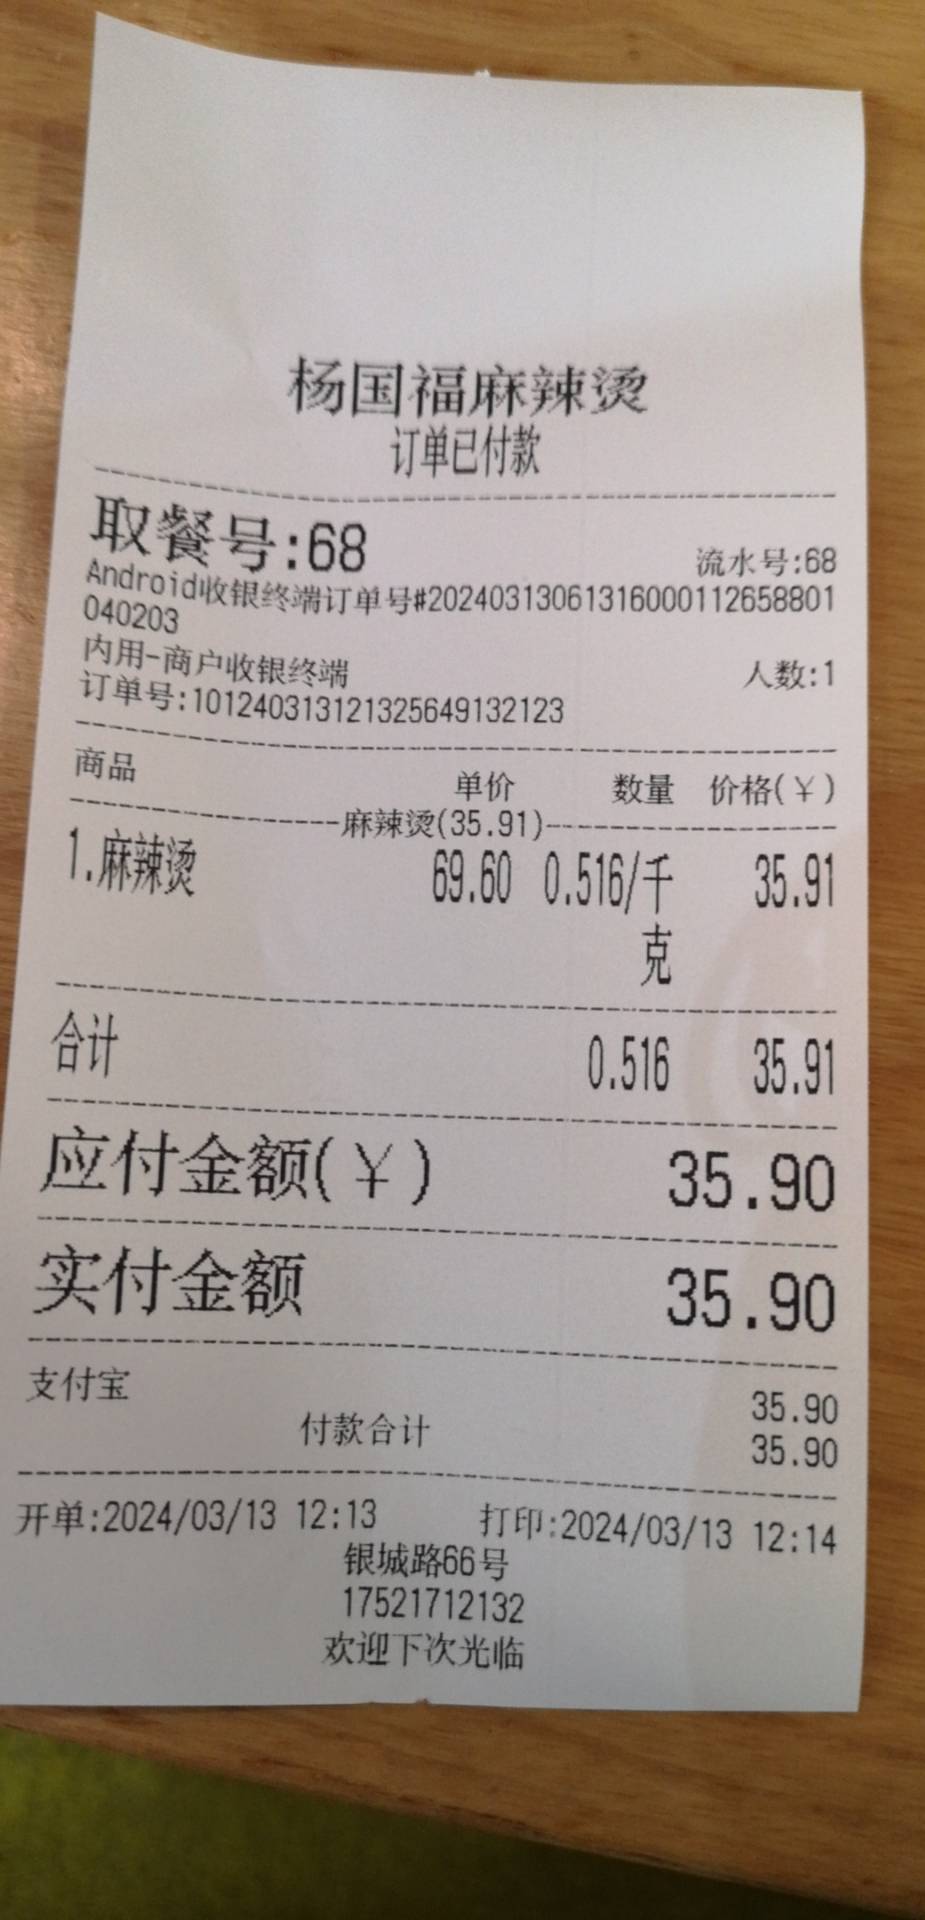 杨国福麻辣烫
订单已付款
取餐号:68 流水号:68
Android收银终端订单号#20240313061316000112658801
040203
内用-商户收银终端 人数:1
订单号:101240313121325649132123
商品 单价 数量 价格(￥)
麻辣烫(35.91)
1.麻辣烫 69.60 0.516/千 35.91
克
合计 0.516 35.91
应付金额(￥) 35.90
实付金额 35.90
支付宝 35.90
付款合计 35.90
开单:2024/03/13 12:13 打印:2024/03/13 12:14
银城路66号
17521712132
欢迎下次光临